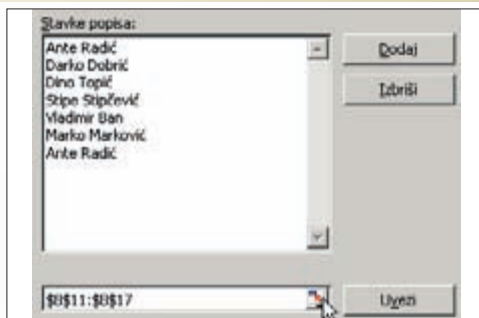 Stavke popisa:
Ante Radić
Darko Dobrić
Dino Topić
Stipe Stipčević
Vladimir Ban
Marko Marković
Ante Radić
Dodaj
Izbriši
$B$11:$B$17
Uvezi